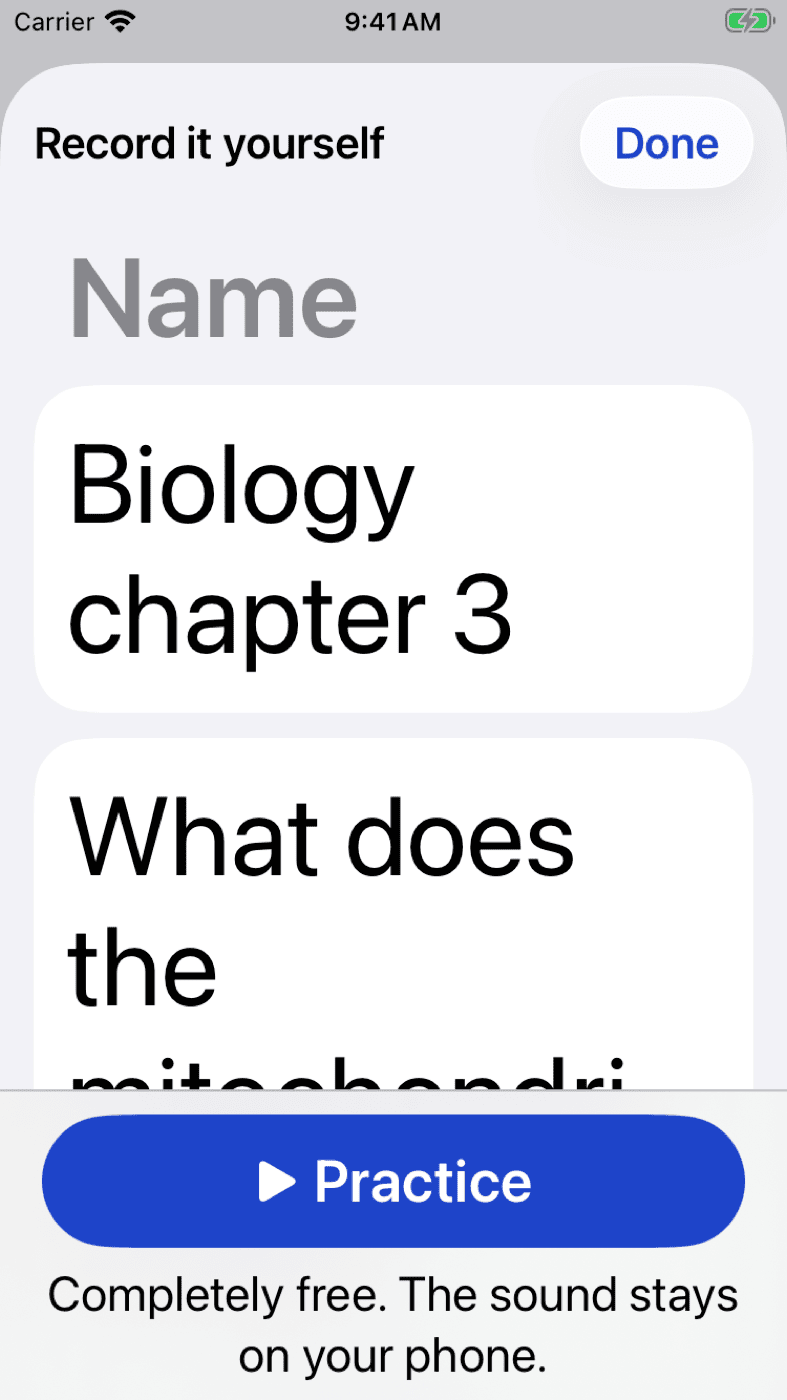 Carrier 9:41 AM
Record it yourself Done
Name
Biology
chapter 3
What does
the
mitochondri
Practice
Completely free. The sound stays
on your phone.